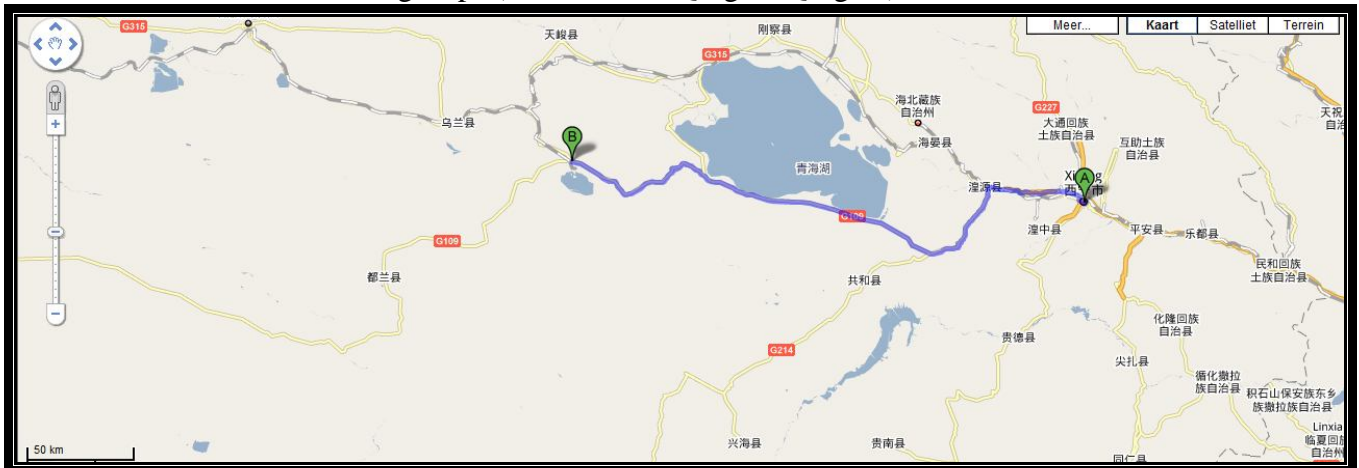 G315
天峻县
刚察县
Meer...
Kaart
Satelliet
Terrein
G315
海北藏族
自治州
G227
大通回族
土族自治县
天祝
乌兰县
B
海晏县
互助土族
自治县
青海湖
湟源县
A
G109
G109
湟中县
平安县
乐都县
都兰县
共和县
民和回族
土族自治县
G214
贵德县
化隆回族
自治县
尖扎县
循化撒拉
族自治县
积石山保安族东乡
族撒拉族自治县
兴海县
贵南县
同仁县
Linxia
临夏回
自治州
50 km